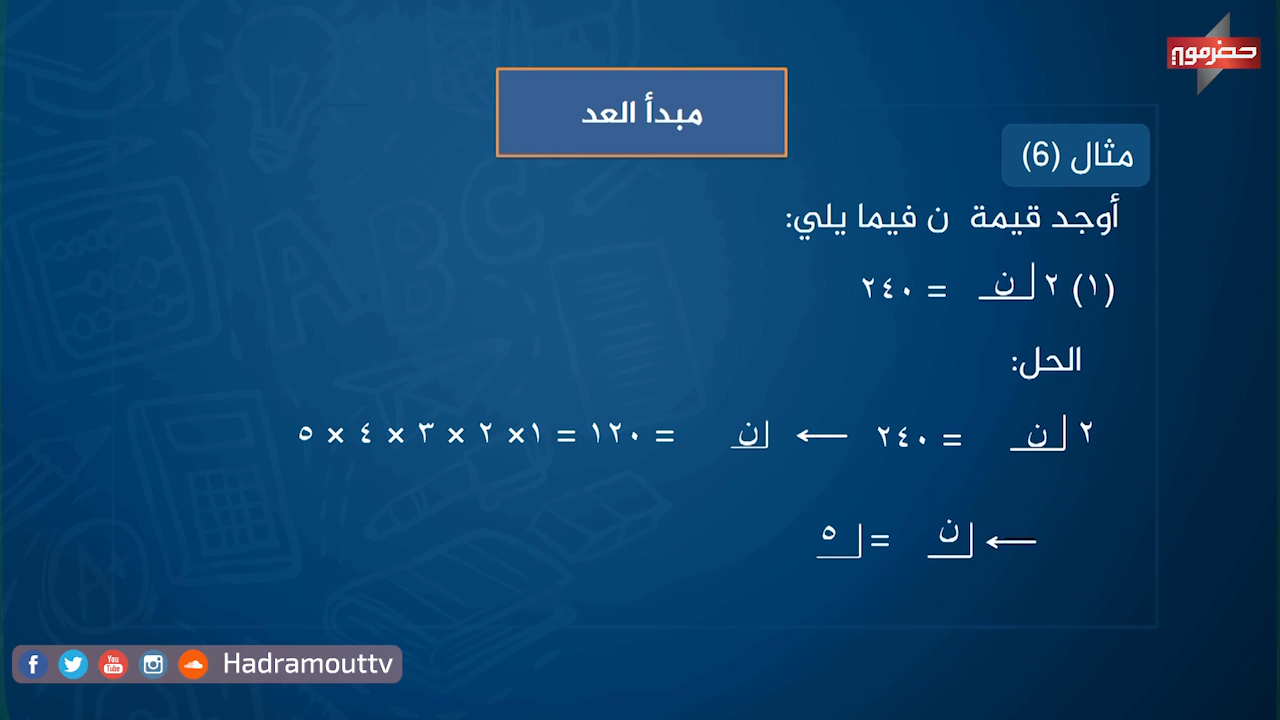 حضرموت
مبدأ العد
مثال (6)
أوجد قيمة ن فيما يلي:
(١) ٢ ن = ٢٤٠
الحل:
٢ ن = ٢٤٠ ← ن = ١٢٠ = ١× ٢ × ٣ × ٤ × ٥
← ن = ٥
Hadramouttv